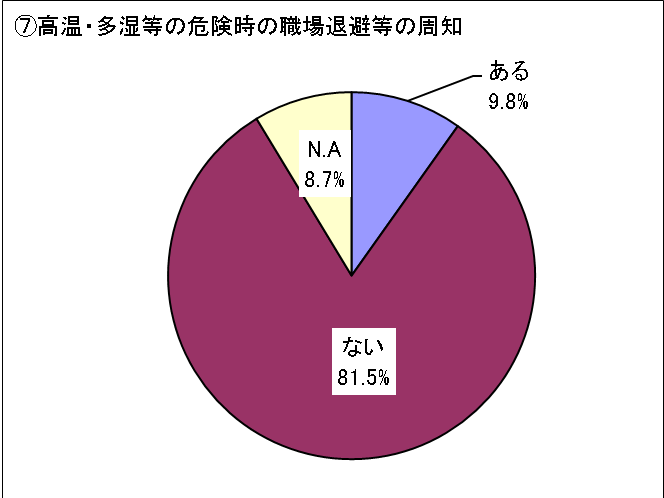 ⑦高温・多湿等の危険時の職場退避等の周知
ある
9.8%
N.A
8.7%
ない
81.5%